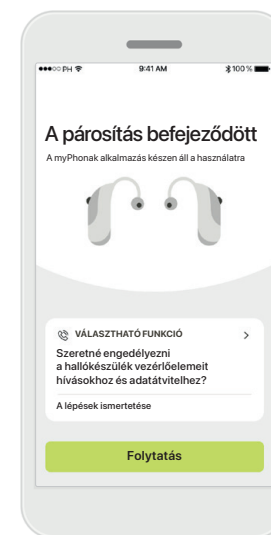 PH 9:41 AM 100 %
A párosítás befejeződött
A myPhonak alkalmazás készen áll a használatra
VÁLASZTHATÓ FUNKCIÓ
Szeretné engedélyezni
a hallókészülék vezérlőelemeit
hívásokhoz és adatátvitelhez?
A lépések ismertetése
Folytatás